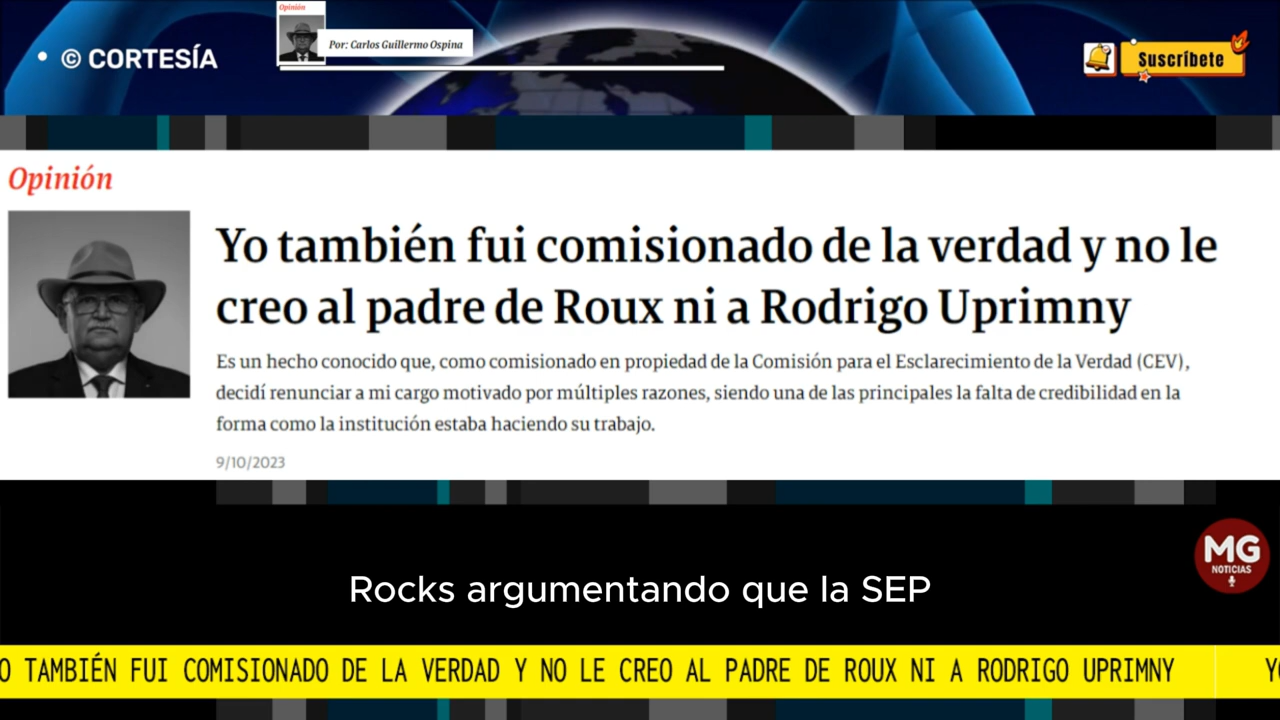 Opinión
Por: Carlos Guillermo Ospina
• © CORTESÍA
Suscríbete
Opinión
Yo también fui comisionado de la verdad y no le
creo al padre de Roux ni a Rodrigo Uprimny
Es un hecho conocido que, como comisionado en propiedad de la Comisión para el Esclarecimiento de la Verdad (CEV),
decidí renunciar a mi cargo motivado por múltiples razones, siendo una de las principales la falta de credibilidad en la
forma como la institución estaba haciendo su trabajo.
9/10/2023
MG
NOTICIAS
Rocks argumentando que la SEP
O TAMBIÉN FUI COMISIONADO DE LA VERDAD Y NO LE CREO AL PADRE DE ROUX NI A RODRIGO UPRIMNY Y